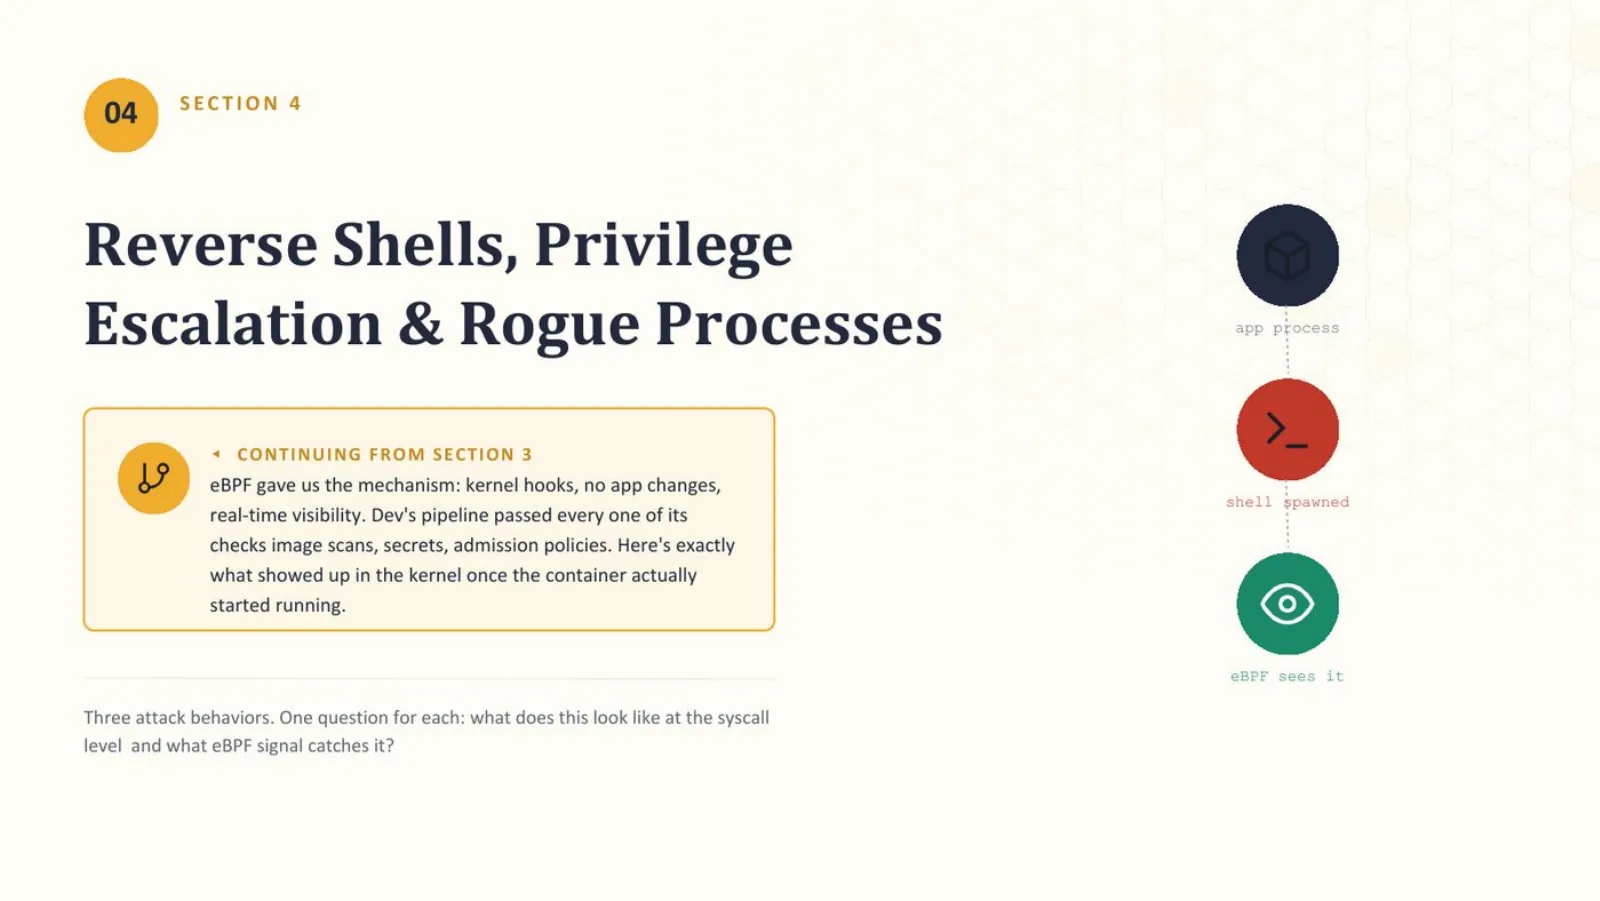 04
SECTION 4
Reverse Shells, Privilege
Escalation & Rogue Processes
CONTINUING FROM SECTION 3
eBPF gave us the mechanism: kernel hooks, no app changes,
real-time visibility. Dev's pipeline passed every one of its
checks image scans, secrets, admission policies. Here's exactly
what showed up in the kernel once the container actually
started running.
Three attack behaviors. One question for each: what does this look like at the syscall
level  and what eBPF signal catches it?
app process
shell spawned
eBPF sees it